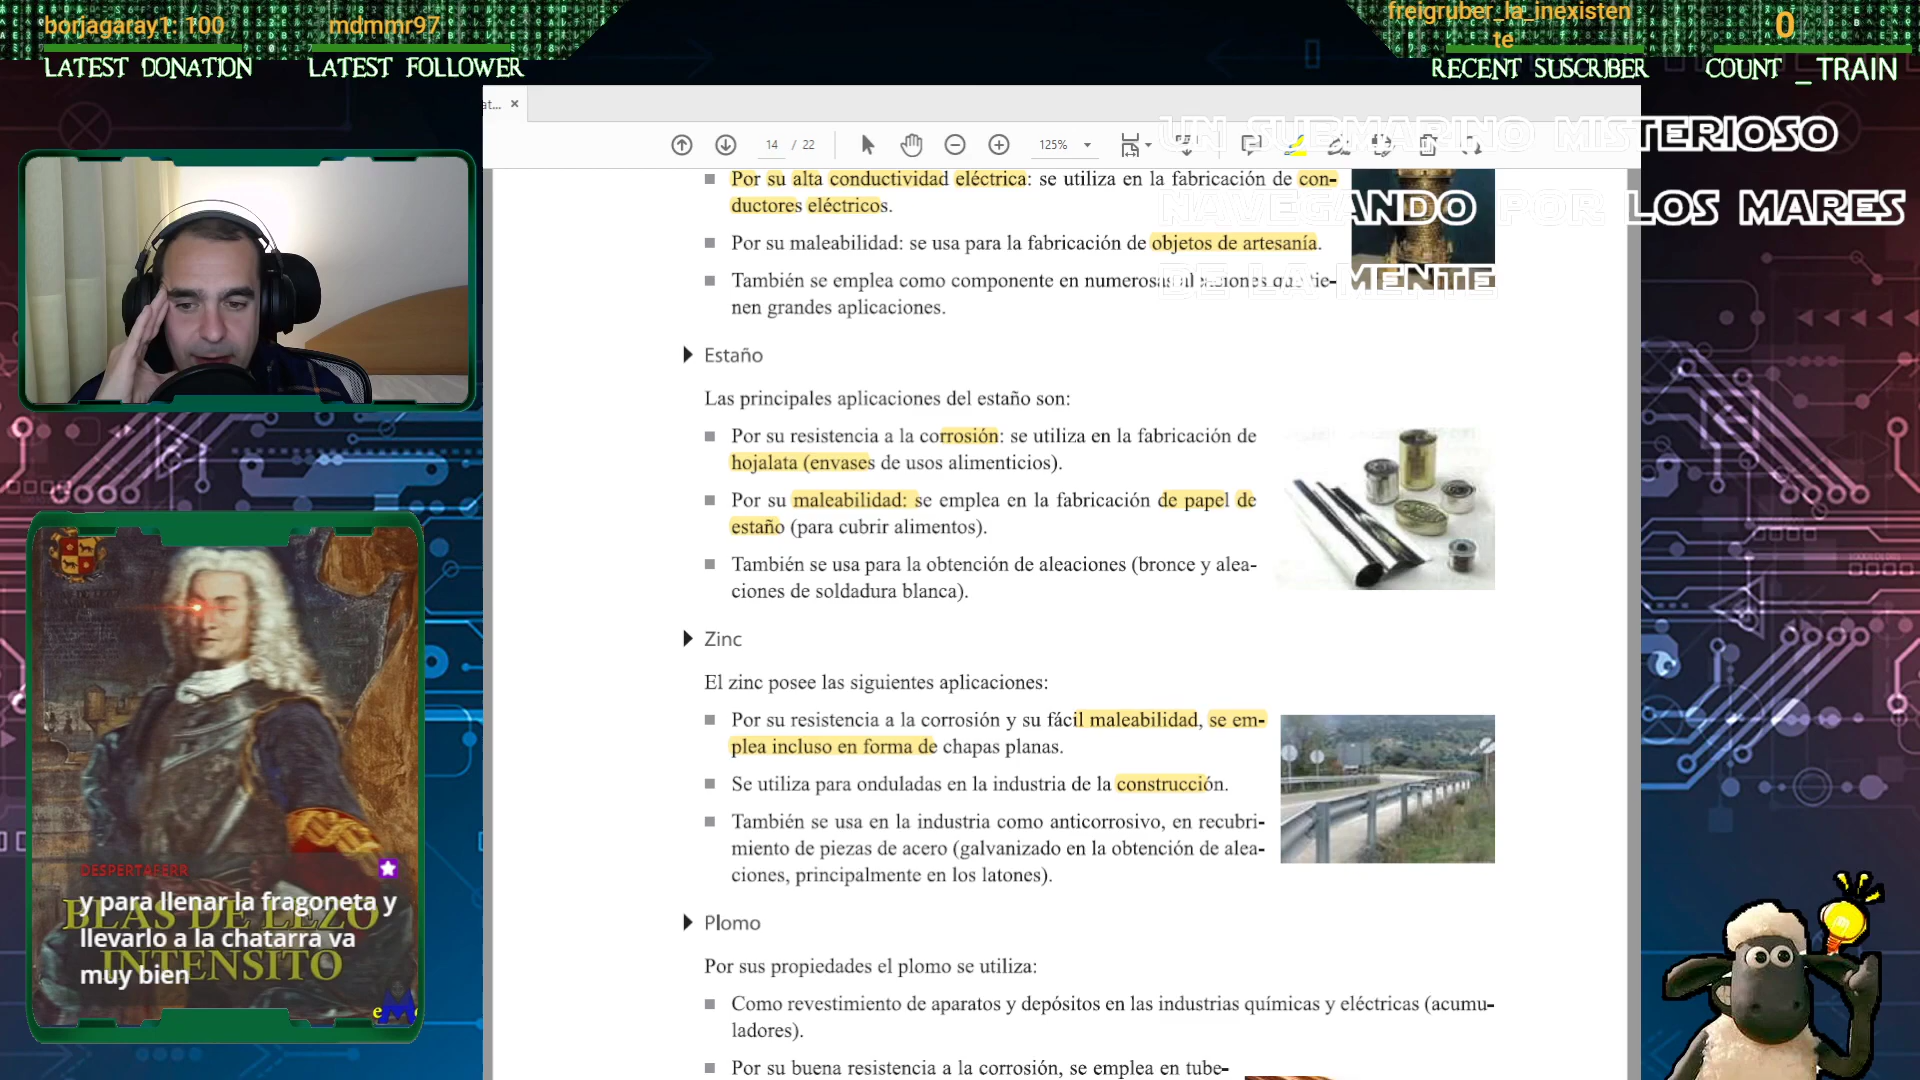 borjagaray1: 100
LATEST DONATION
mdmmr97
LATEST FOLLOWER
freigruber_la_inexisten
te
RECENT SUSCRIBER
0
COUNT _TRAIN
at... ×
14 / 22
125%
UN SUBMARINO MISTERIOSO
NAVEGANDO POR LOS MARES
DE LA MENTE
Por su alta conductividad eléctrica: se utiliza en la fabricación de con-
ductores eléctricos.
Por su maleabilidad: se usa para la fabricación de objetos de artesanía.
También se emplea como componente en numerosas aleaciones que tie-
nen grandes aplicaciones.
Estaño
Las principales aplicaciones del estaño son:
Por su resistencia a la corrosión: se utiliza en la fabricación de
hojalata (envases de usos alimenticios).
Por su maleabilidad: se emplea en la fabricación de papel de
estaño (para cubrir alimentos).
También se usa para la obtención de aleaciones (bronce y alea-
ciones de soldadura blanca).
Zinc
El zinc posee las siguientes aplicaciones:
Por su resistencia a la corrosión y su fácil maleabilidad, se em-
plea incluso en forma de chapas planas.
Se utiliza para onduladas en la industria de la construcción.
También se usa en la industria como anticorrosivo, en recubri-
miento de piezas de acero (galvanizado en la obtención de alea-
ciones, principalmente en los latones).
Plomo
Por sus propiedades el plomo se utiliza:
Como revestimiento de aparatos y depósitos en las industrias químicas y eléctricas (acumu-
ladores).
Por su buena resistencia a la corrosión, se emplea en tube-
DESPERTAFERR
y para llenar la fragoneta y
llevarlo a la chatarra va
muy bien
BLAS DE LEZO
INTENSITO